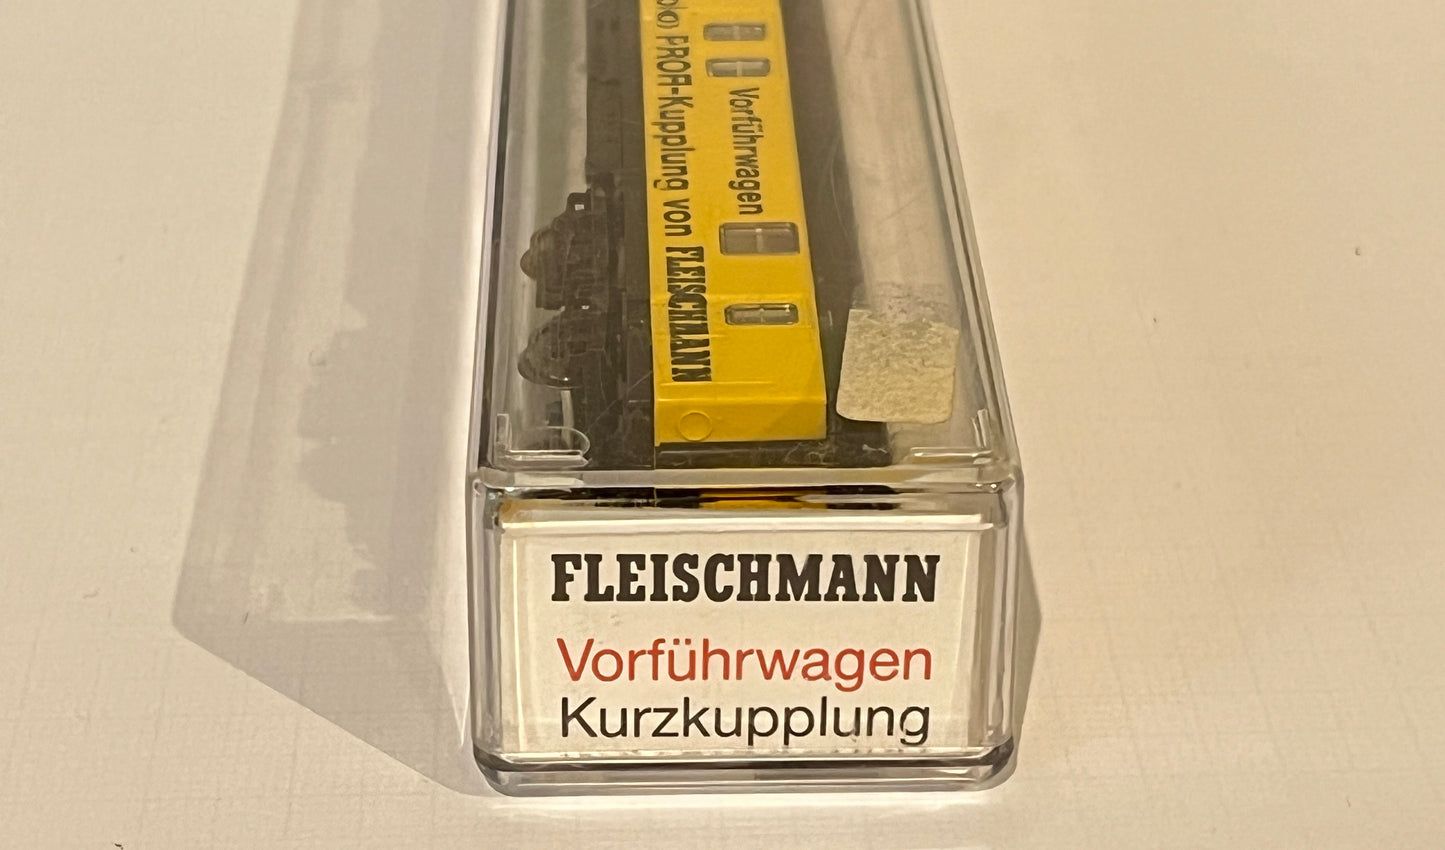 PROFI-Kupplung von FLEISCHMANN
Vorführwagen
FLEISCHMANN
Vorführwagen
Kurzkupplung